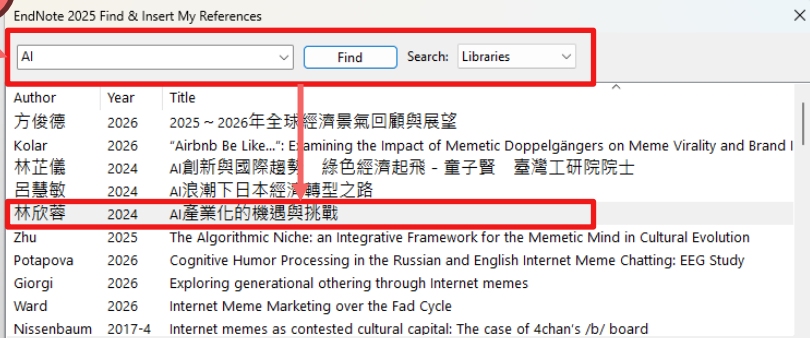 EndNote 2025 Find & Insert My References
AI Find Search: Libraries
Author Year Title
方俊德 2026 2025～2026年全球經濟景氣回顧與展望
Kolar 2026 “Airbnb Be Like...”: Examining the Impact of Memetic Doppelgängers on Meme Virality and Brand I
林芷儀 2024 AI創新與國際趨勢 綠色經濟起飛 - 童子賢 臺灣工研院院士
呂慧敏 2024 AI浪潮下日本經濟轉型之路
林欣蓉 2024 AI產業化的機遇與挑戰
Zhu 2025 The Algorithmic Niche: an Integrative Framework for the Memetic Mind in Cultural Evolution
Potapova 2026 Cognitive Humor Processing in the Russian and English Internet Meme Chatting: EEG Study
Giorgi 2026 Exploring generational othering through Internet memes
Ward 2026 Internet Meme Marketing over the Fad Cycle
Nissenbaum 2017-4 Internet memes as contested cultural capital: The case of 4chan's /b/ board